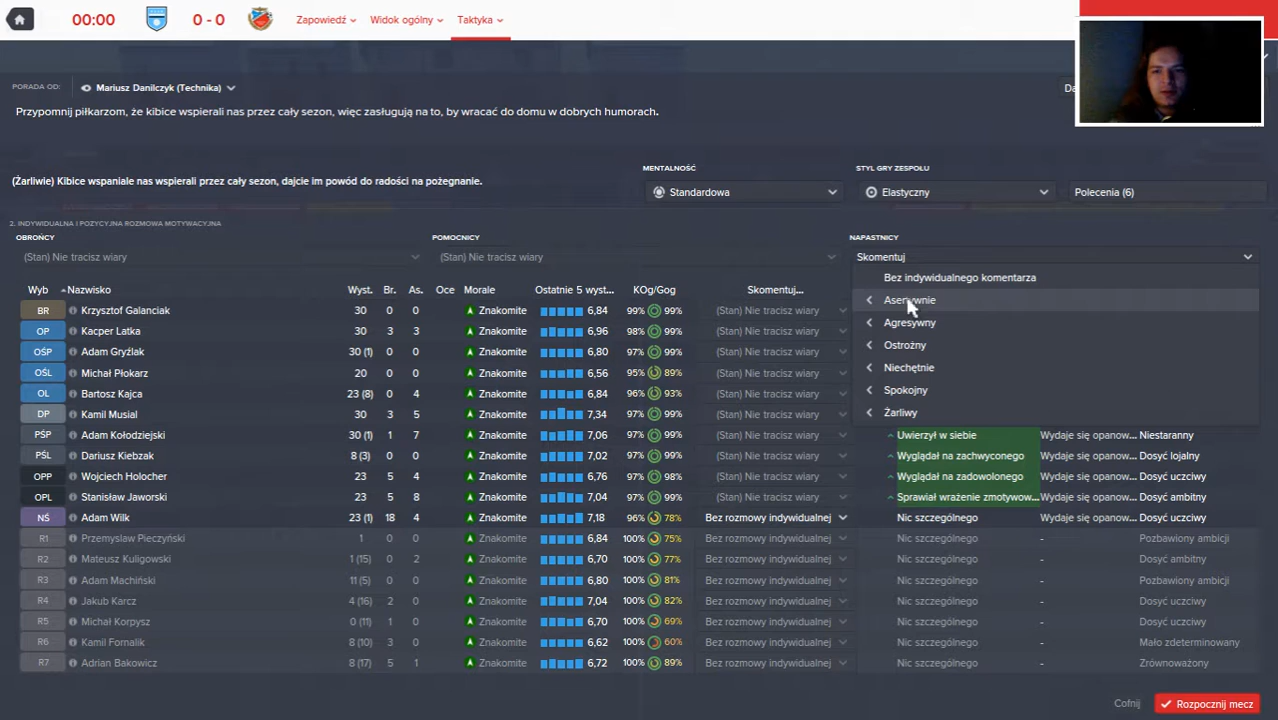 00:00 0 - 0 Zapowiedź Widok ogólny Taktyka
PORADA OD: Mariusz Danilczyk (Technika) Da
Przypomnij piłkarzom, że kibice wspierali nas przez cały sezon, więc zasługują na to, by wracać do domu w dobrych humorach.
MENTALNOŚĆ STYL GRY ZESPOŁU
(Żarliwie) Kibice wspaniale nas wspierali przez cały sezon, dajcie im powód do radości na pożegnanie. Standardowa Elastyczny Polecenia (6)
2. INDYWIDUALNA I POZYCYJNA ROZMOWA MOTYWACYJNA
OBROŃCY POMOCNICY NAPASTNICY
(Stan) Nie tracisz wiary (Stan) Nie tracisz wiary Skomentuj
Bez indywidualnego komentarza
Asertywnie
Agresywny
Ostrożny
Niechętnie
Spokojny
Żarliwy
Wyb Nazwisko Wyst. Br. As. Oce Morale Ostatnie 5 wyst... KOg/Gog Skomentuj...
BR Krzysztof Galanciak 30 0 0 Znakomite 6,84 99% 99% (Stan) Nie tracisz wiary
OP Kacper Latka 30 3 3 Znakomite 6,96 98% 99% (Stan) Nie tracisz wiary
OŚP Adam Gryźlak 30 (1) 0 0 Znakomite 6,80 97% 99% (Stan) Nie tracisz wiary
OŚL Michał Płokarz 20 0 0 Znakomite 6,56 95% 89% (Stan) Nie tracisz wiary
OL Bartosz Kajca 23 (8) 0 4 Znakomite 6,84 96% 93% (Stan) Nie tracisz wiary
DP Kamil Musial 30 3 5 Znakomite 7,34 97% 99% (Stan) Nie tracisz wiary
PŚP Adam Kołodziejski 30 (1) 1 7 Znakomite 7,06 97% 99% (Stan) Nie tracisz wiary Uwierzył w siebie Wydaje się opanow... Niestaranny
PŚL Dariusz Kiebzak 8 (3) 0 0 Znakomite 7,02 97% 99% (Stan) Nie tracisz wiary Wyglądał na zachwyconego Wydaje się opanow... Dosyć lojalny
OPP Wojciech Holocher 23 5 4 Znakomite 6,76 97% 98% (Stan) Nie tracisz wiary Wyglądał na zadowolonego Wydaje się opanow... Dosyć uczciwy
OPL Stanisław Jaworski 23 5 8 Znakomite 7,04 97% 99% (Stan) Nie tracisz wiary Sprawiał wrażenie zmotywow... Wydaje się opanow... Dosyć ambitny
NŚ Adam Wilk 23 (1) 18 4 Znakomite 7,18 96% 78% Bez rozmowy indywidualnej Nic szczególnego Wydaje się opanow... Dosyć uczciwy
R1 Przemyslaw Pieczyński 1 0 0 Znakomite 6,84 100% 75% Bez rozmowy indywidualnej Nic szczególnego - Pozbawiony ambicji
R2 Mateusz Kuligowski 1 (15) 0 2 Znakomite 6,70 100% 77% Bez rozmowy indywidualnej Nic szczególnego - Dosyć ambitny
R3 Adam Machiński 11 (5) 0 0 Znakomite 6,80 100% 81% Bez rozmowy indywidualnej Nic szczególnego - Pozbawiony ambicji
R4 Jakub Karcz 4 (16) 2 0 Znakomite 7,04 100% 82% Bez rozmowy indywidualnej Nic szczególnego - Dosyć uczciwy
R5 Michał Korpysz 0 (11) 1 0 Znakomite 6,70 100% 69% Bez rozmowy indywidualnej Nic szczególnego - Dosyć uczciwy
R6 Kamil Fornalik 8 (10) 3 0 Znakomite 6,62 100% 60% Bez rozmowy indywidualnej Nic szczególnego - Mało zdeterminowany
R7 Adrian Bakowicz 8 (17) 5 1 Znakomite 6,72 100% 89% Bez rozmowy indywidualnej Nic szczególnego - Zrównoważony
Cofnij Rozpocznij mecz